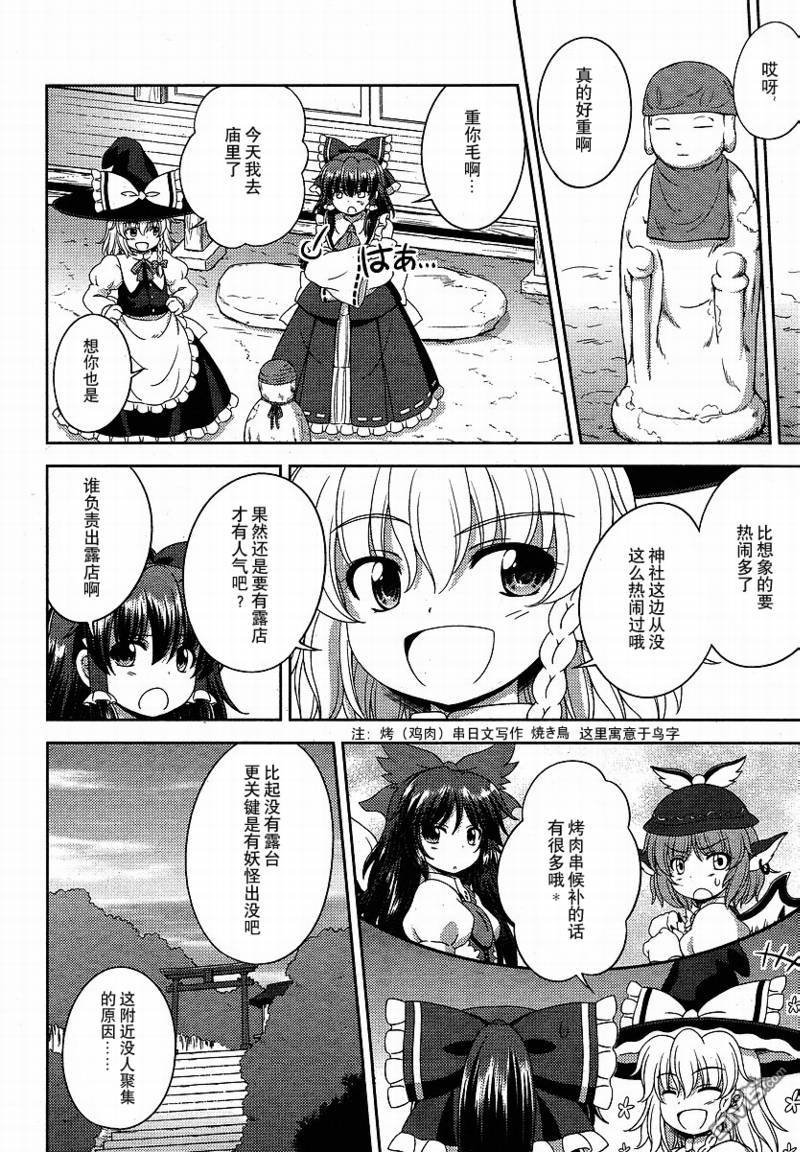 哎呀,
真的好重啊
重你毛啊…
今天我去
庙里了
はあ…
想你也是
比想象的要
热闹多了
神社这边从没
这么热闹过哦
果然还是要有露店
才有人气吧？
谁负责出露店啊
注: 烤（鸡肉）串日文写作 焼き鳥 这里寓意于鸟字
烤肉串候补的话
有很多哦*
比起没有露台
更关键是有妖怪出没吧
这附近没人聚集
的原因……